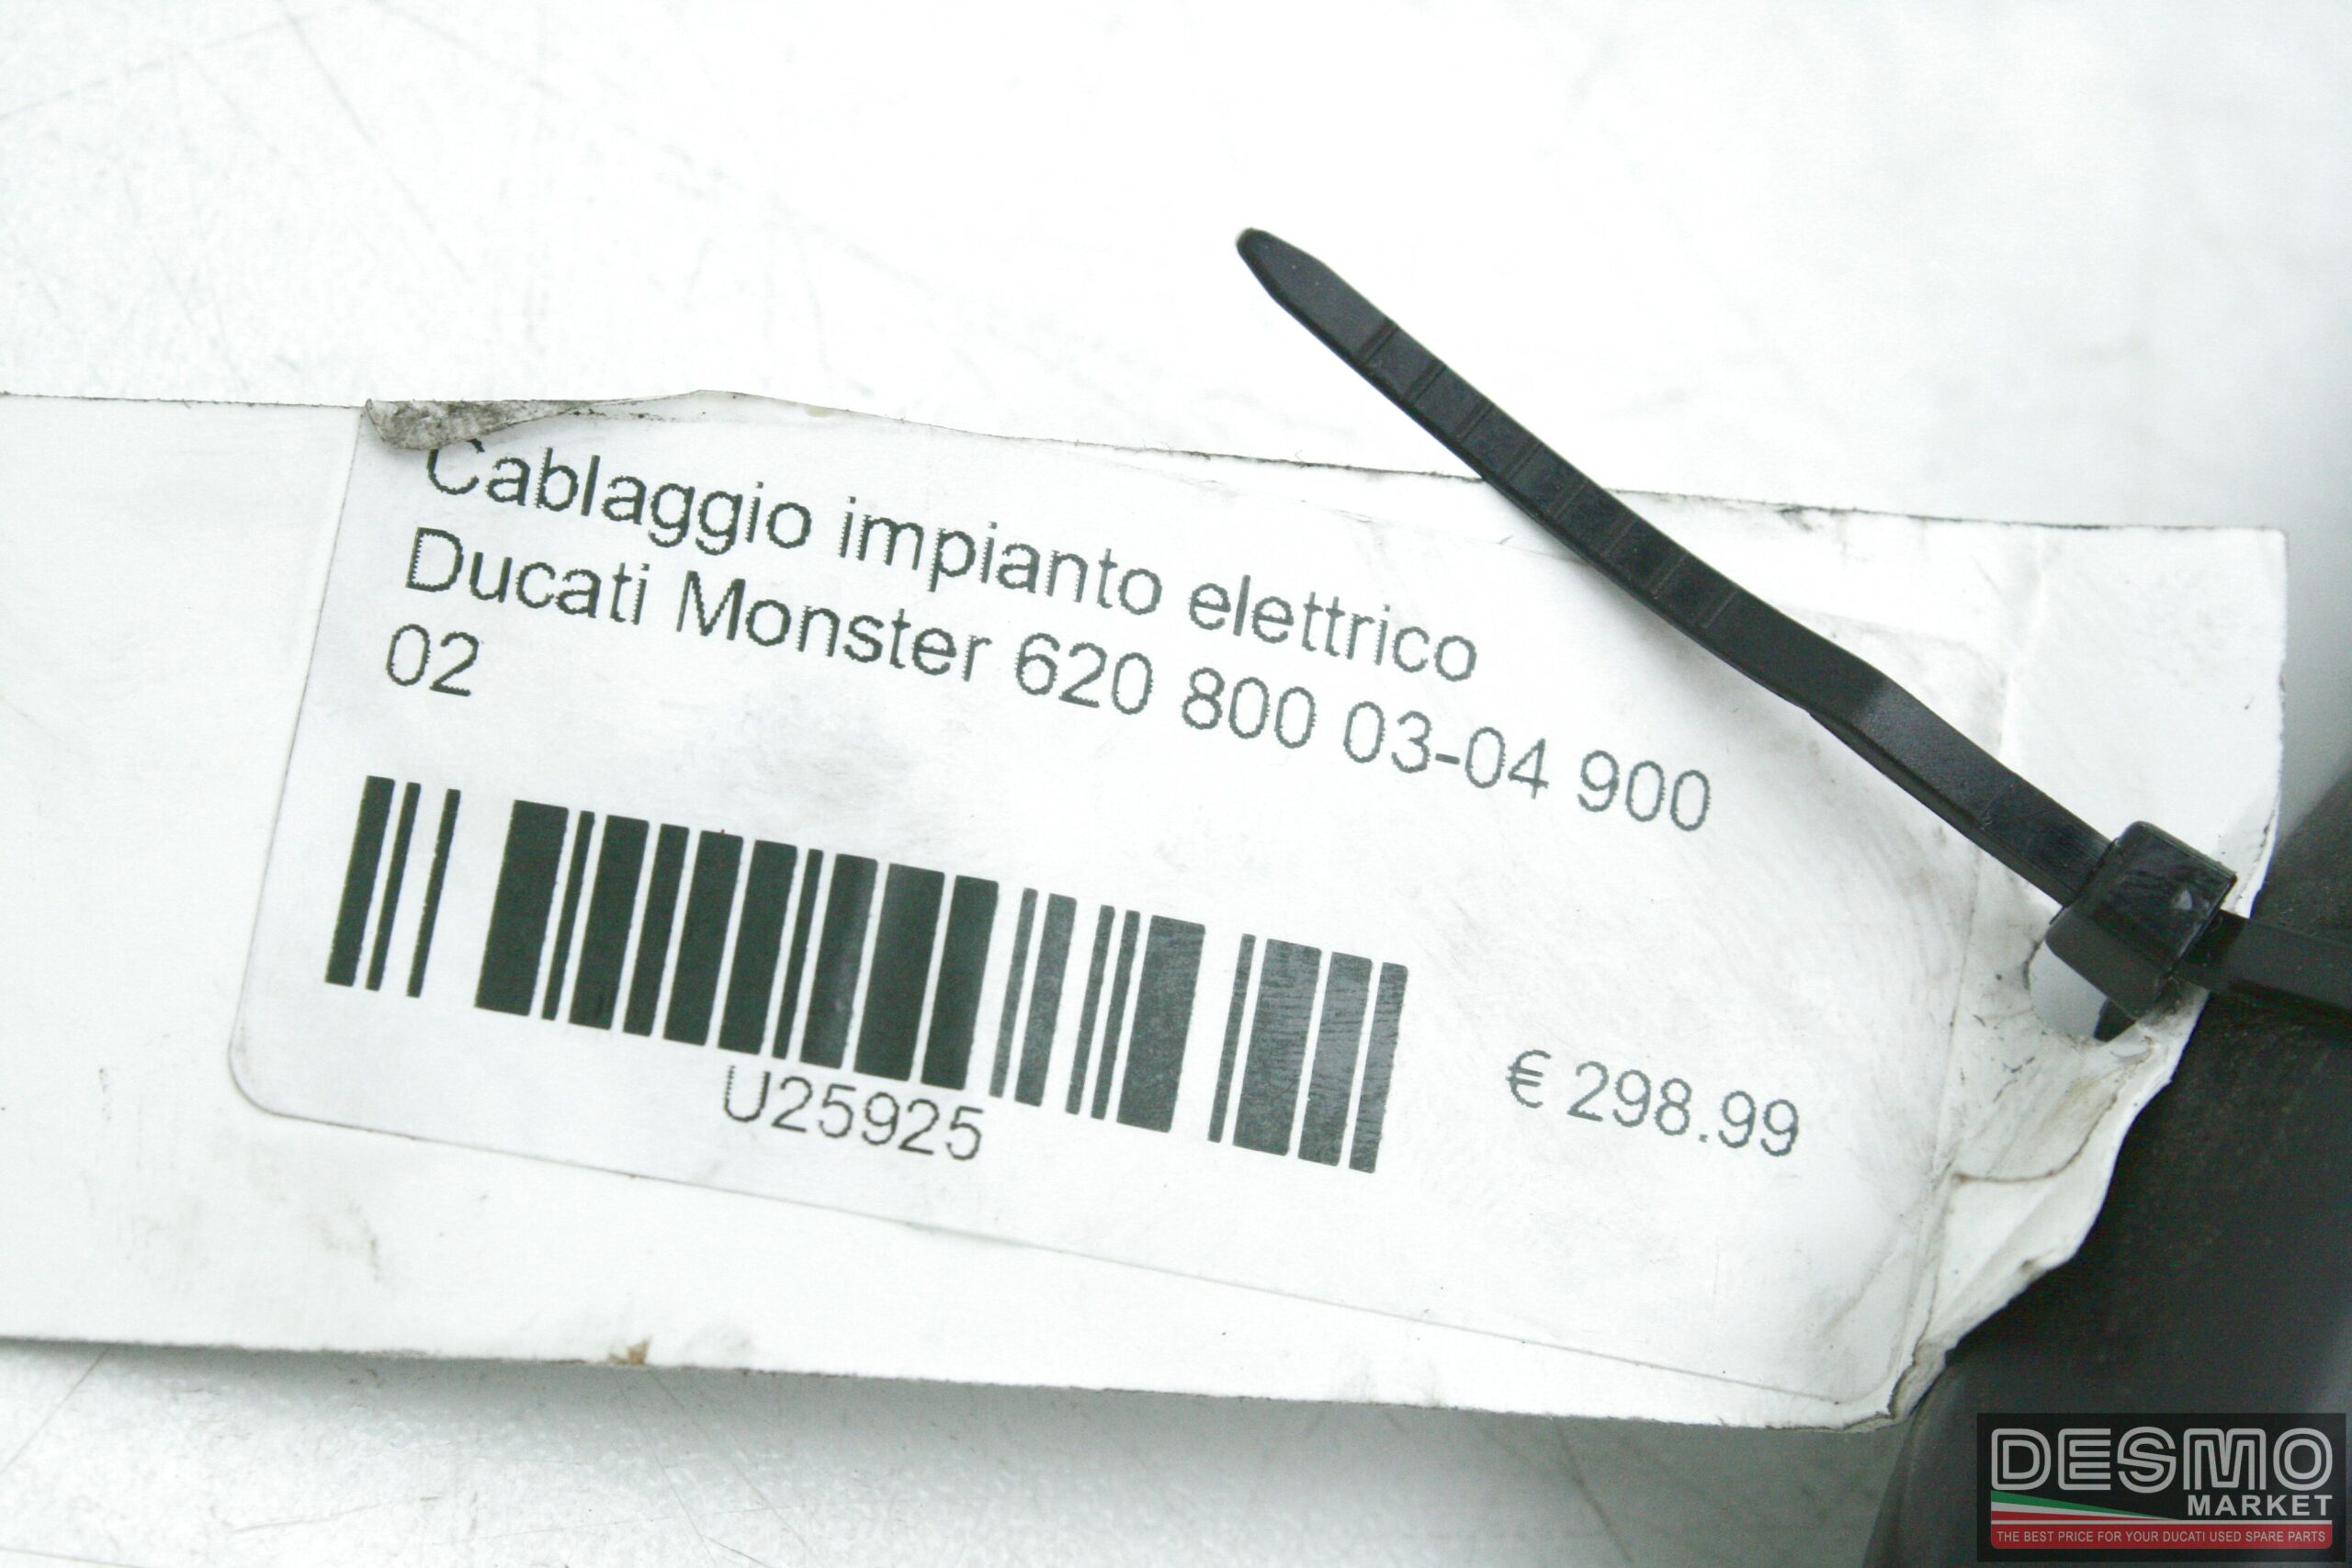 Cablaggio impianto elettrico
Ducati Monster 620 800 03-04 900
02
U25925
€ 298.99
DESMO
MARKET
THE BEST PRICE FOR YOUR DUCATI USED SPARE PARTS